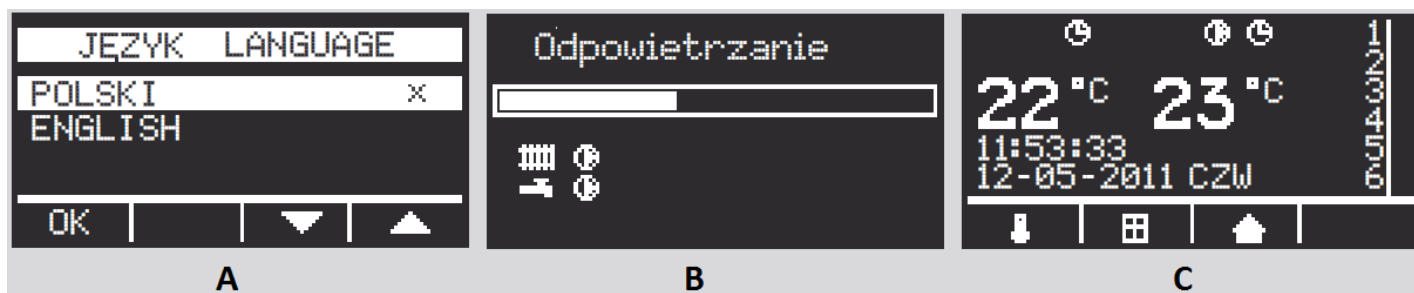 JĘZYK LANGUAGE
POLSKI x
ENGLISH
OK
A
Odpowietrzanie
B
22°C 23°C
11:53:33
12-05-2011 CZW
1
2
3
4
5
6
C